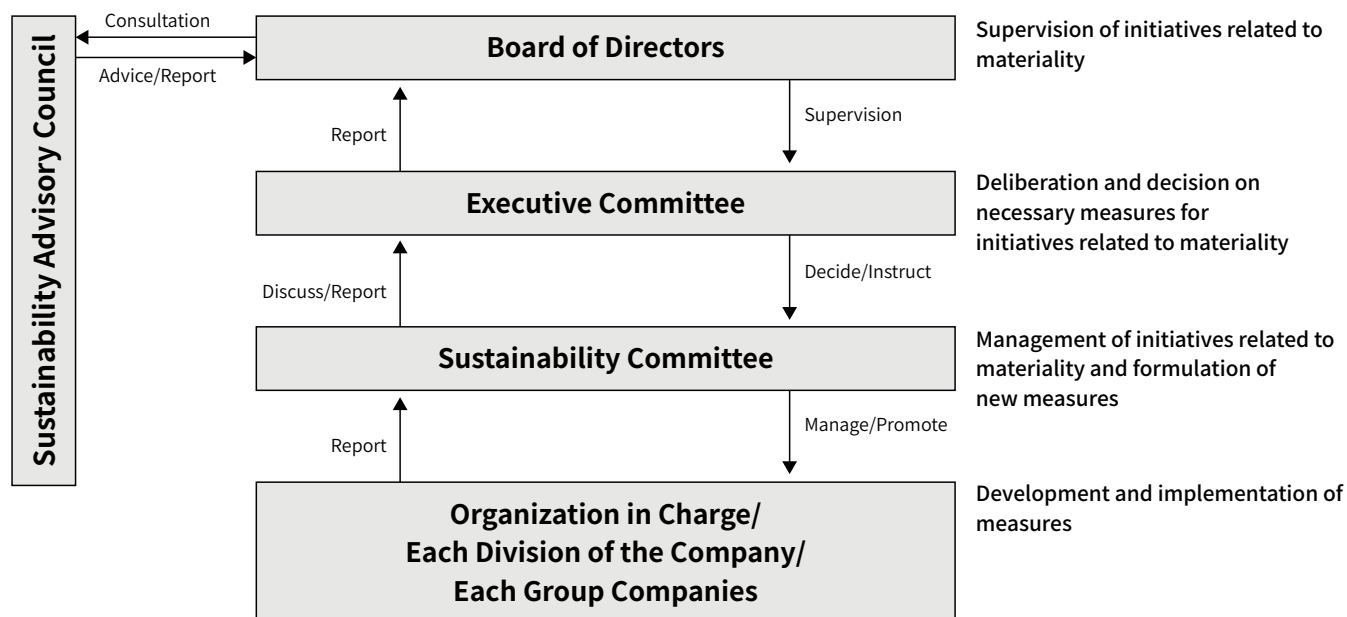 Sustainability Advisory Council
Consultation
Advice/Report
Board of Directors
Supervision of initiatives related to
materiality
Report
Supervision
Executive Committee
Deliberation and decision on
necessary measures for
initiatives related to materiality
Discuss/Report
Decide/Instruct
Sustainability Committee
Management of initiatives related to
materiality and formulation of
new measures
Report
Manage/Promote
Organization in Charge/
Each Division of the Company/
Each Group Companies
Development and implementation of
measures